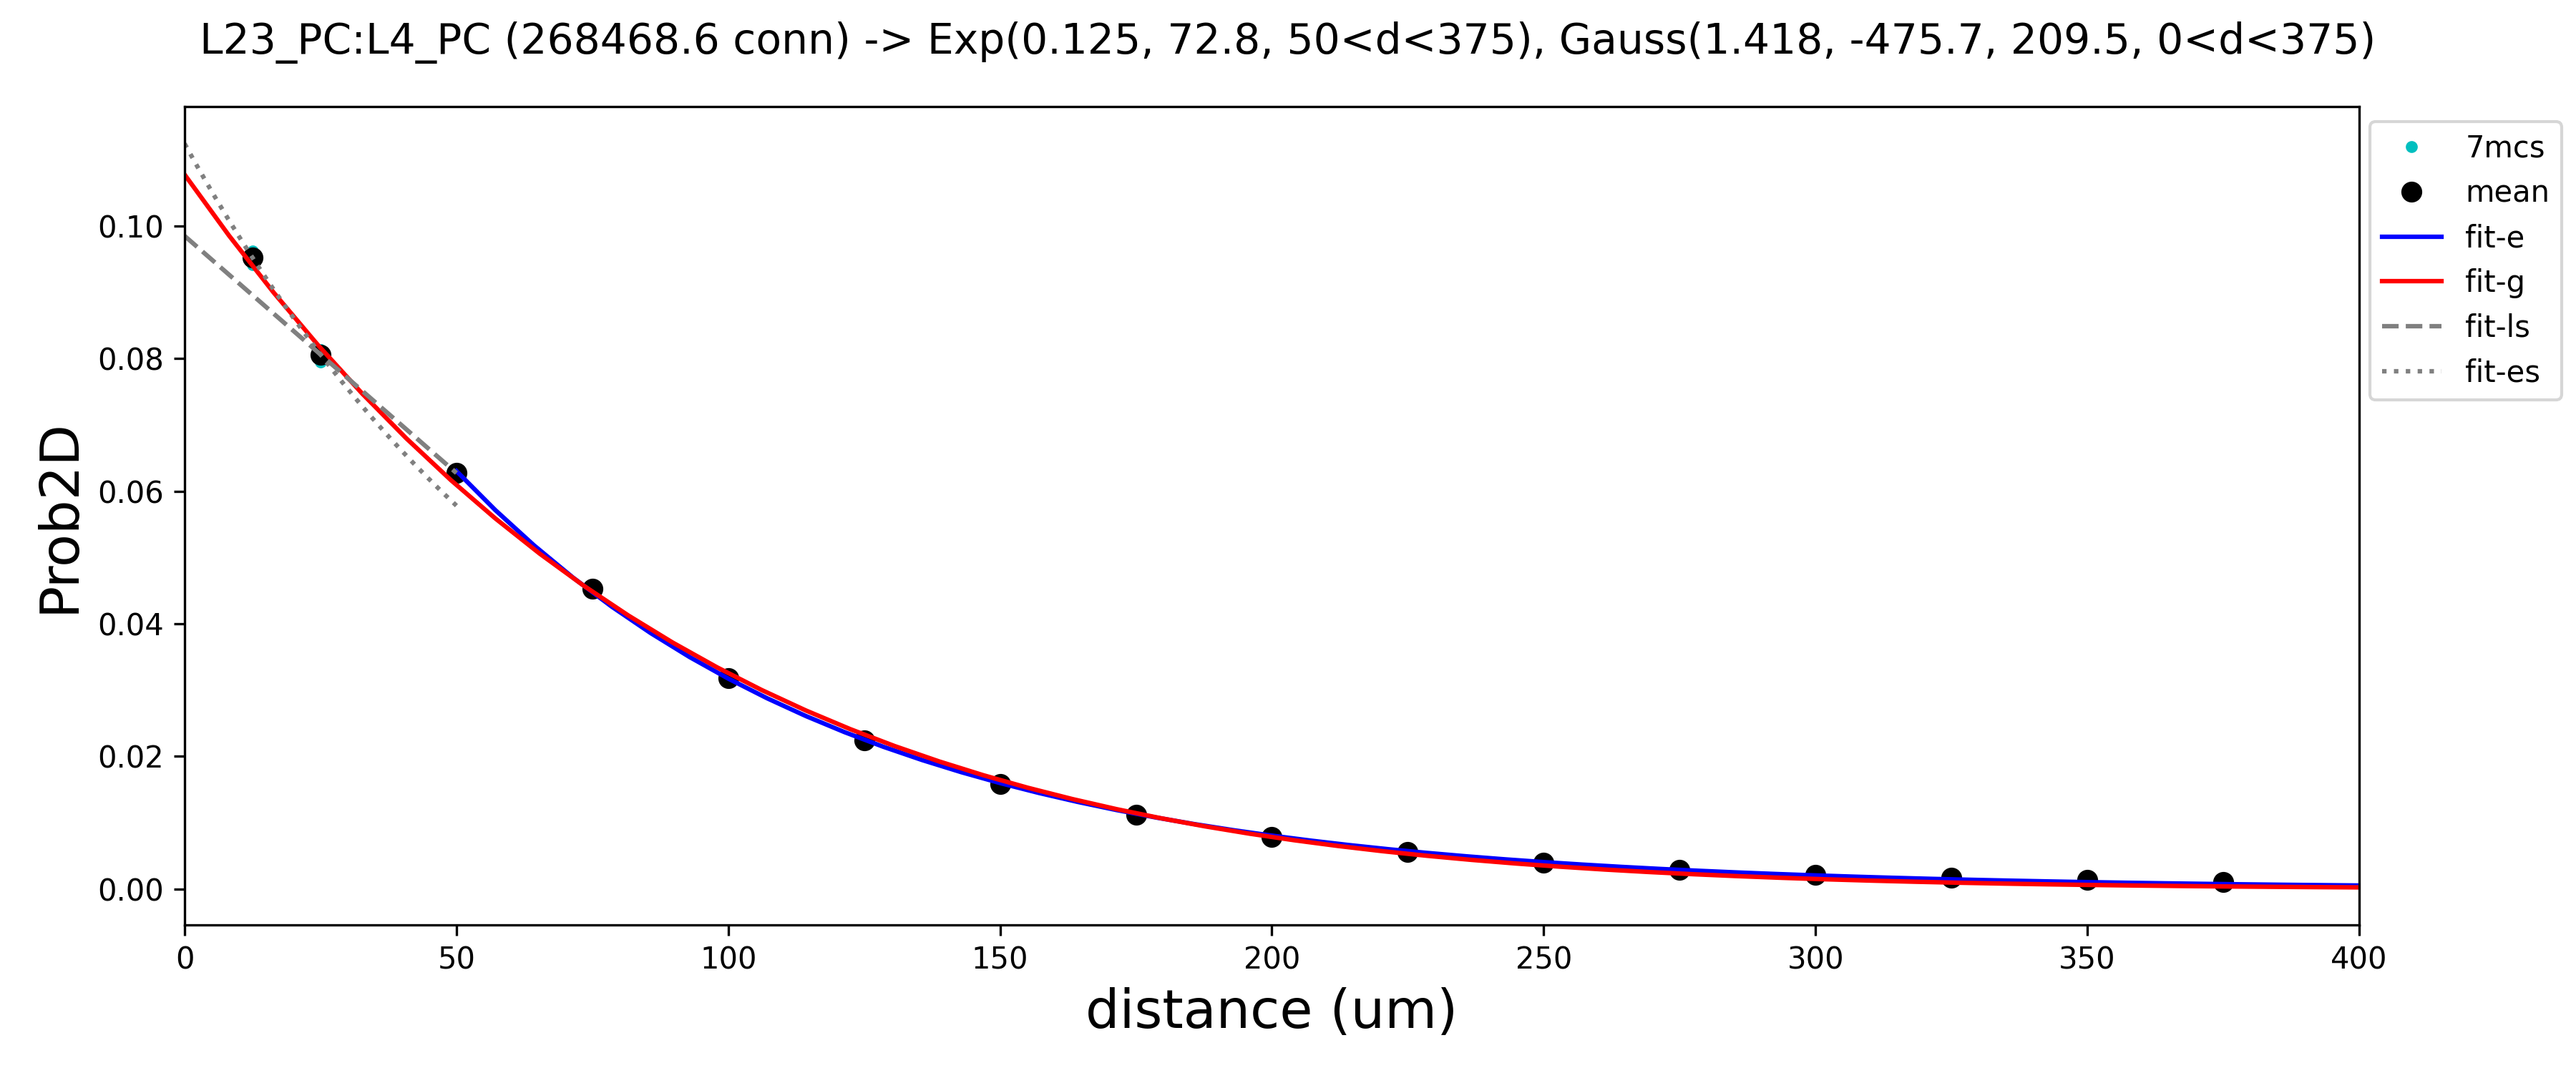 L23_PC:L4_PC (268468.6 conn) -> Exp(0.125, 72.8, 50<d<375), Gauss(1.418, -475.7, 209.5, 0<d<375)
7mcs
mean
fit-e
fit-g
fit-ls
fit-es
Prob2D
0.10
0.08
0.06
0.04
0.02
0.00
0 50 100 150 200 250 300 350 400
distance (um)